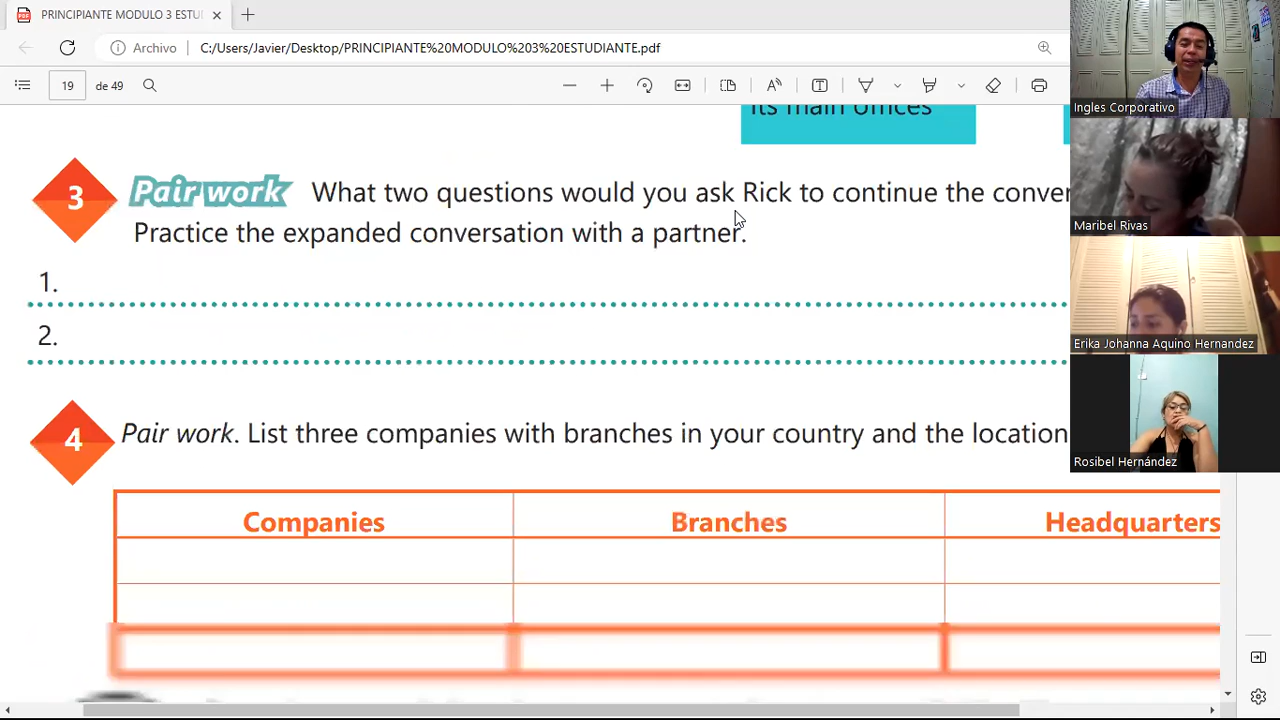 PRINCIPIANTE MODULO 3 ESTU
Archivo
C:/Users/Javier/Desktop/PRINCIPIANTE%20MODULO%203%20ESTUDIANTE.pdf
19
de 49
its main offices
Ingles Corporativo
3
Pair work
What two questions would you ask Rick to continue the conver
Practice the expanded conversation with a partner.
Maribel Rivas
1.
2.
Erika Johanna Aquino Hernandez
4
Pair work. List three companies with branches in your country and the location
Rosibel Hernández
Companies
Branches
Headquarters